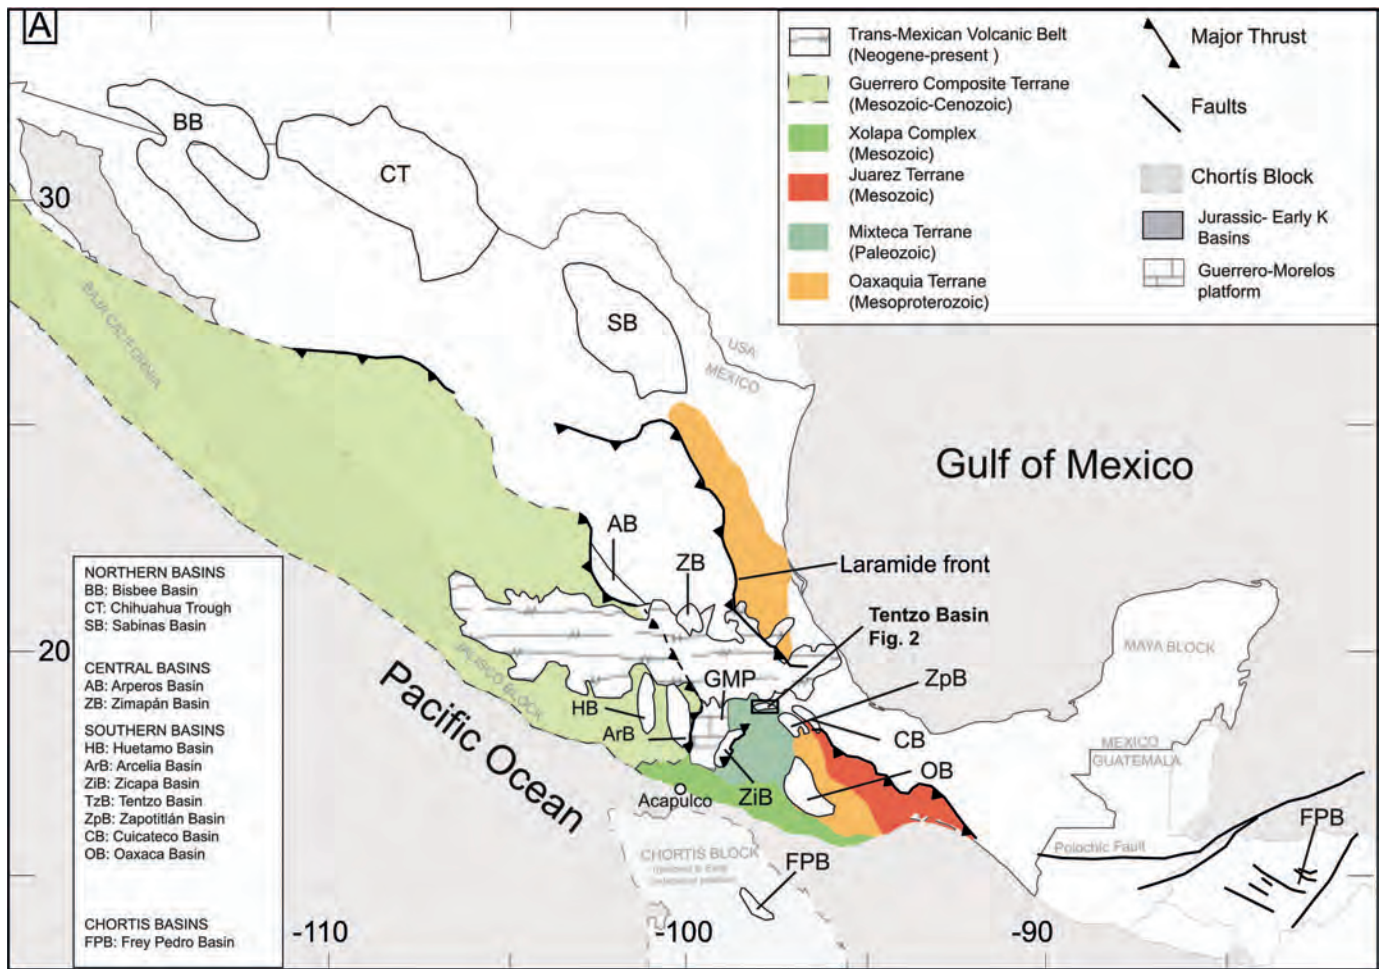 A
Trans-Mexican Volcanic Belt
(Neogene-present )
Guerrero Composite Terrane
(Mesozoic-Cenozoic)
Xolapa Complex
(Mesozoic)
Juarez Terrane
(Mesozoic)
Mixteca Terrane
(Paleozoic)
Oaxaquia Terrane
(Mesoproterozoic)
Major Thrust
Faults
Chortís Block
Jurassic- Early K
Basins
Guerrero-Morelos
platform
BB
CT
30
SB
BAJA CALIFORNIA
USA
MEXICO
Gulf of Mexico
AB
ZB
Laramide front
Tentzo Basin
Fig. 2
20
JALISCO BLOCK
GMP
ZpB
MAYA BLOCK
HB
ArB
CB
MEXICO
GUATEMALA
Pacific Ocean
OB
Acapulco
ZiB
FPB
Polochic Fault
CHORTIS BLOCK
FPB
-110
-100
-90
NORTHERN BASINS
BB: Bisbee Basin
CT: Chihuahua Trough
SB: Sabinas Basin
CENTRAL BASINS
AB: Arperos Basin
ZB: Zimapán Basin
SOUTHERN BASINS
HB: Huetamo Basin
ArB: Arcelia Basin
ZiB: Zicapa Basin
TzB: Tentzo Basin
ZpB: Zapotitlán Basin
CB: Cuicateco Basin
OB: Oaxaca Basin
CHORTIS BASINS
FPB: Frey Pedro Basin